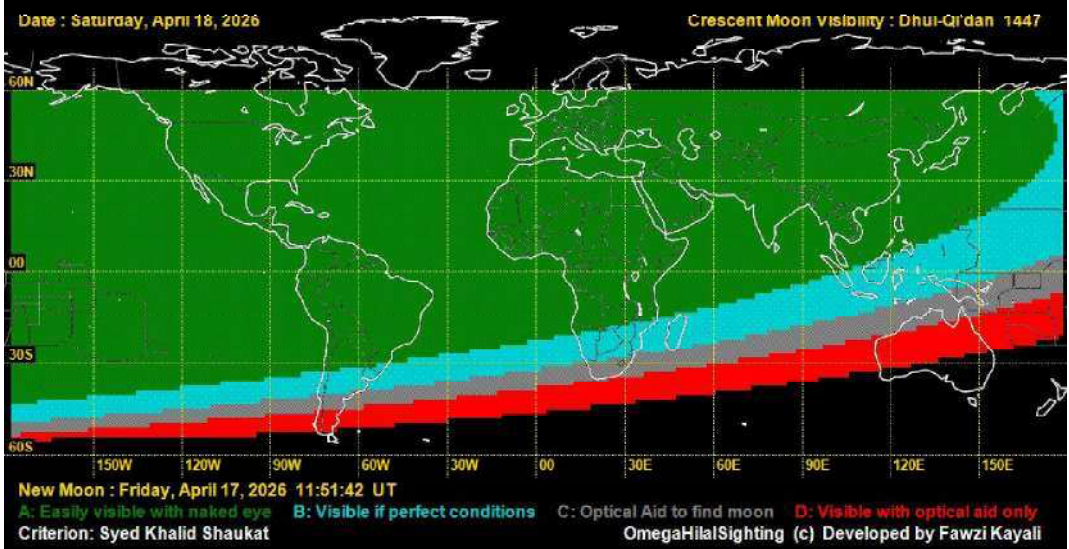 Date : Saturday, April 18, 2026
Crescent Moon Visibility : Dhul-Qi'dah 1447
60N
30N
00
30S
60S
150W 120W 90W 60W 30W 00 30E 60E 90E 120E 150E
New Moon : Friday, April 17, 2026 11:51:42 UT
A: Easily visible with naked eye B: Visible if perfect conditions C: Optical Aid to find moon D: Visible with optical aid only
Criterion: Syed Khalid Shaukat OmegaHilalSighting (c) Developed by Fawzi Kayali